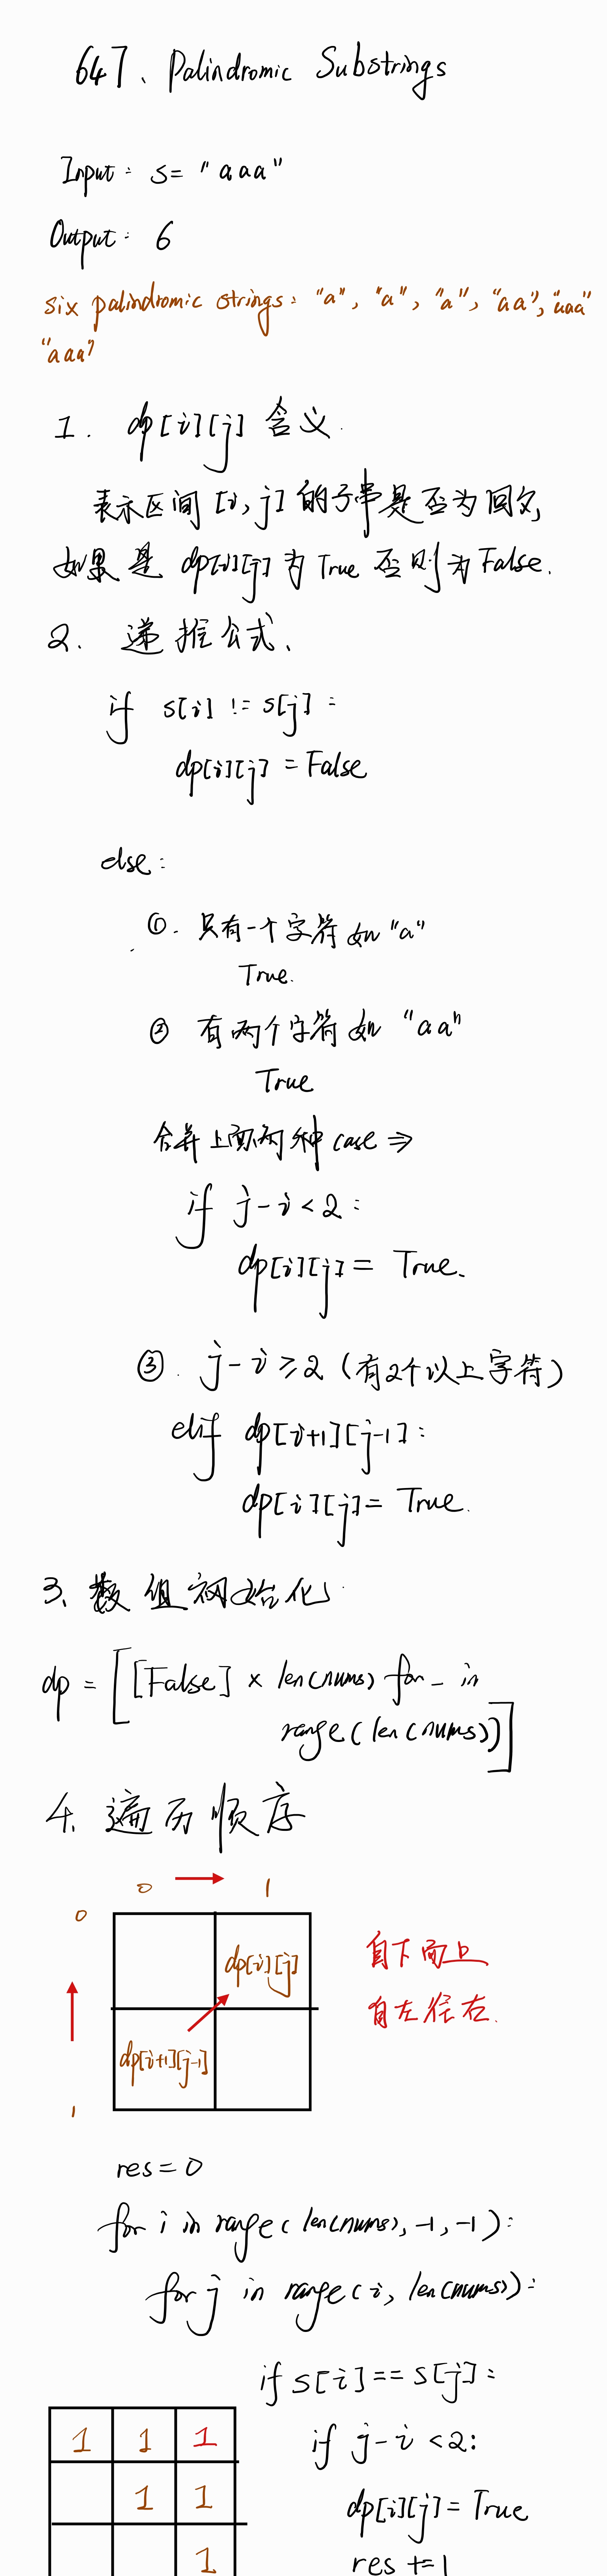 647、Palindromic Substrings
Input: s= "aaa"
Output: 6
six palindromic strings: "a", "a", "a", "aa", "aa"
"aaa"
1. dp[i][j] 含义.
表示区间 [i, j] 的子串是否为回文,
如果是 dp[i][j] 为 True 否则为 False.
2. 递推公式、
if s[i] != s[j]:
dp[i][j] = False
else:
①. 只有一个字符如 "a"
True.
② 有两个字符如 "aa"
True
合并上面两种 case ⇒
if j-i<2:
dp[i][j] = True.
③. j-i≥2 (有2个以上字符)
elif dp[i+1][j-1]:
dp[i][j] = True.
3、数组初始化
dp = [[False] × len(nums) for _ in
range(len(nums))]
4、遍历顺序
0 → 1
0
dp[i][j]
自下而上
自左径右.
dp[i+1][j-1]
1
res = 0
for i in range(len(nums), -1, -1):
for j in range(i, len(nums)):
if s[i] == s[j]:
1 1 1
if j-i<2:
1 1
dp[i][j] = True
1
res += 1